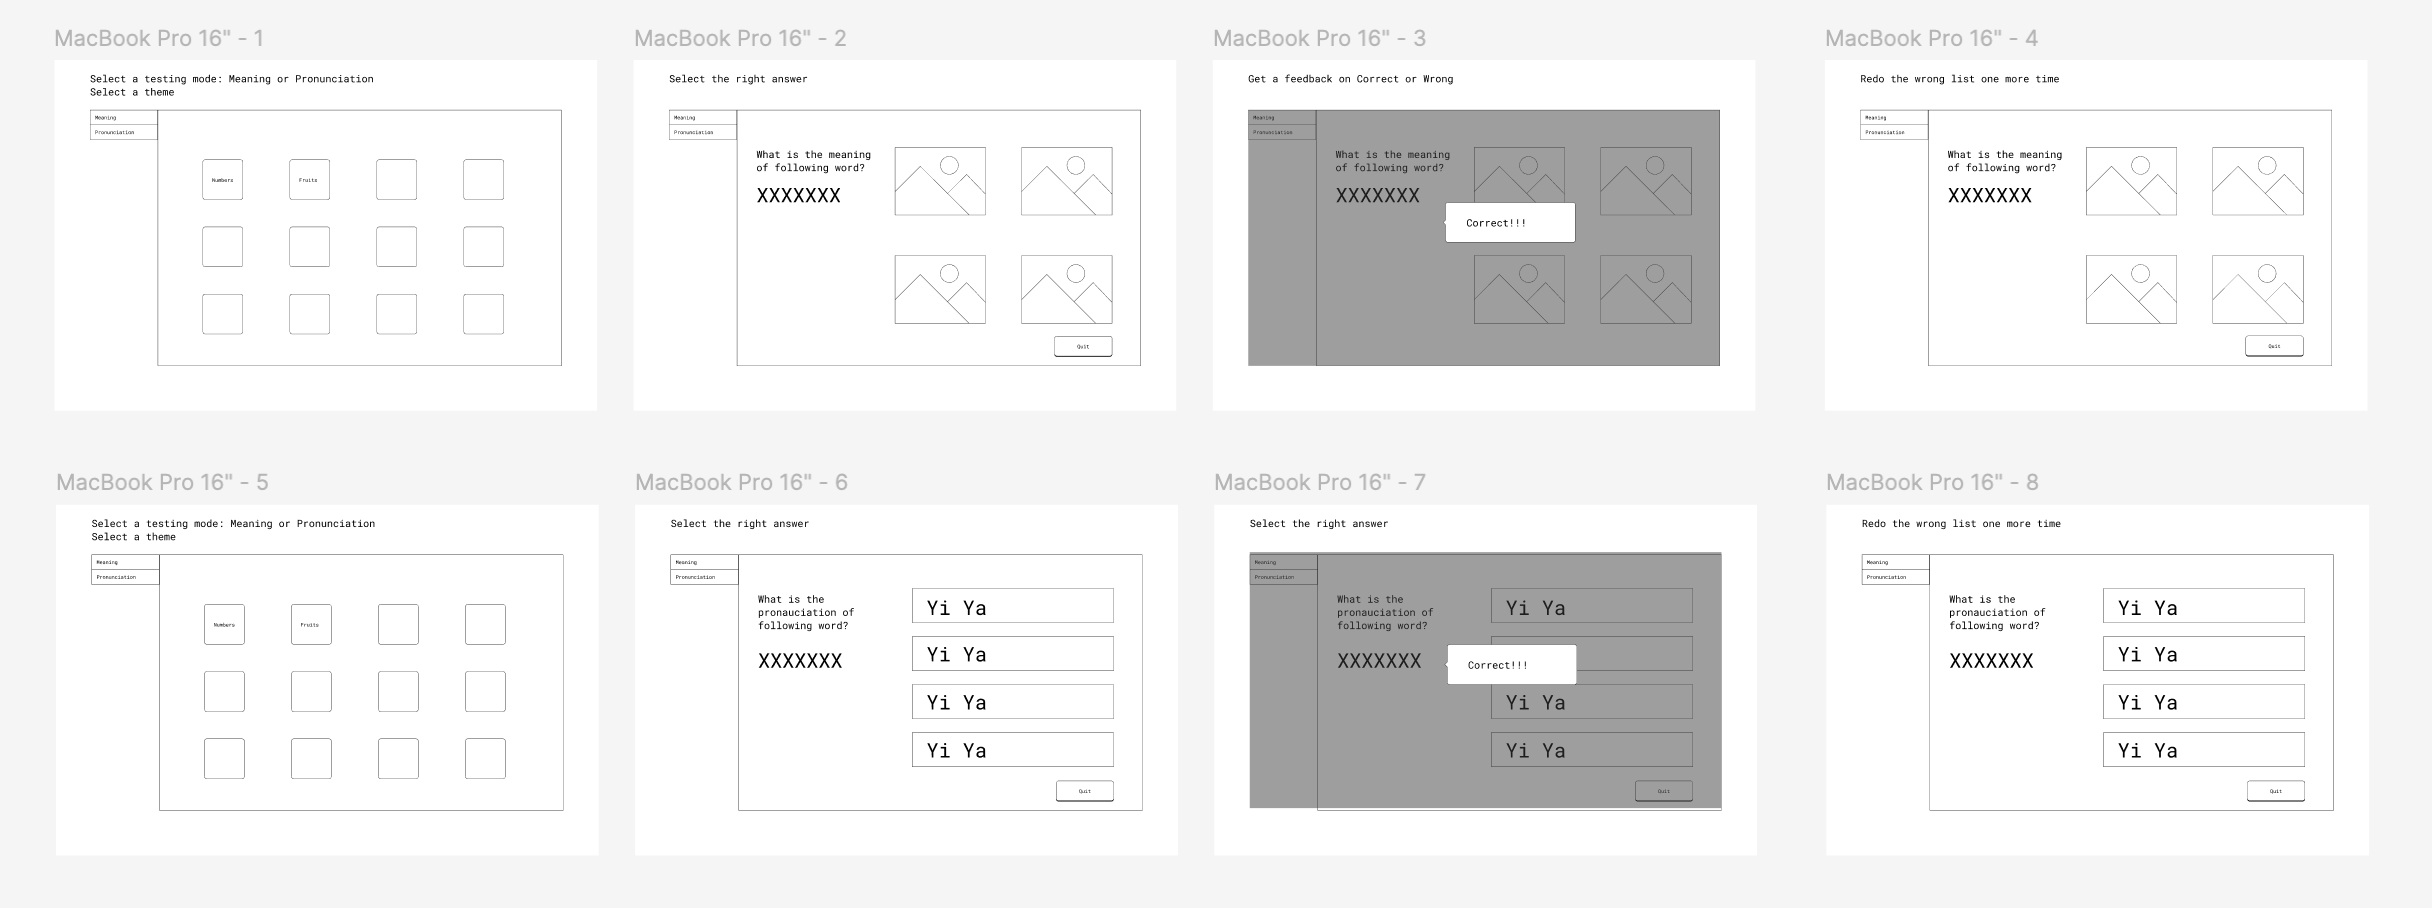 MacBook Pro 16" - 1
Select a testing mode: Meaning or Pronunciation
Select a theme
Meaning
Pronunciation
Numbers
Fruits
MacBook Pro 16" - 2
Select the right answer
Meaning
Pronunciation
What is the meaning
of following word?
XXXXXXX
Quit
MacBook Pro 16" - 3
Get a feedback on Correct or Wrong
Meaning
Pronunciation
What is the meaning
of following word?
XXXXXXX
Correct!!!
MacBook Pro 16" - 4
Redo the wrong list one more time
Meaning
Pronunciation
What is the meaning
of following word?
XXXXXXX
Quit
MacBook Pro 16" - 5
Select a testing mode: Meaning or Pronunciation
Select a theme
Meaning
Pronunciation
Numbers
Fruits
MacBook Pro 16" - 6
Select the right answer
Meaning
Pronunciation
What is the
pronauciation of
following word?
XXXXXXX
Yi Ya
Yi Ya
Yi Ya
Yi Ya
Quit
MacBook Pro 16" - 7
Select the right answer
Meaning
Pronunciation
What is the
pronauciation of
following word?
XXXXXXX
Yi Ya
Correct!!!
Yi Ya
Yi Ya
Quit
MacBook Pro 16" - 8
Redo the wrong list one more time
Meaning
Pronunciation
What is the
pronauciation of
following word?
XXXXXXX
Yi Ya
Yi Ya
Yi Ya
Yi Ya
Quit